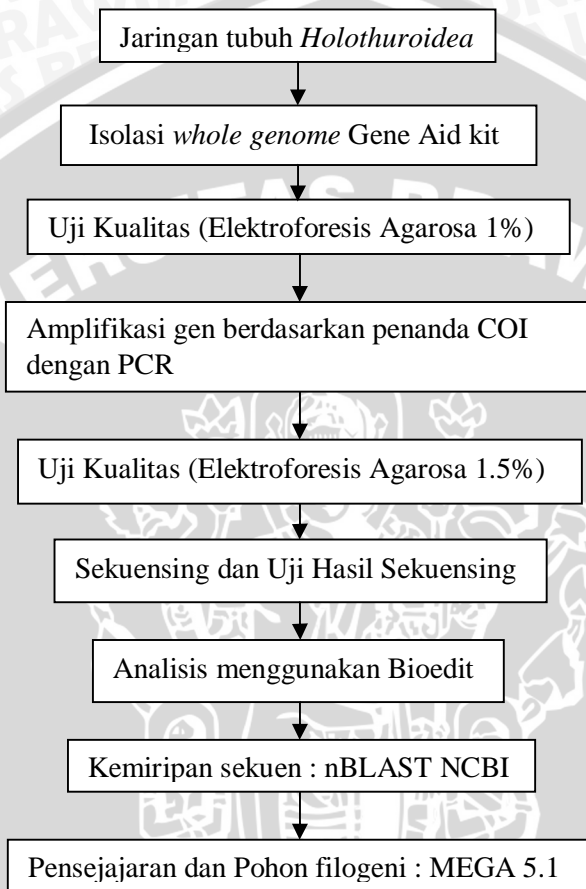 Jaringan tubuh Holothuroidea
Isolasi whole genome Gene Aid kit
Uji Kualitas (Elektroforesis Agarosa 1%)
Amplifikasi gen berdasarkan penanda COI
dengan PCR
Uji Kualitas (Elektroforesis Agarosa 1.5%)
Sekuensing dan Uji Hasil Sekuensing
Analisis menggunakan Bioedit
Kemiripan sekuen : nBLAST NCBI
Pensejajaran dan Pohon filogeni : MEGA 5.1